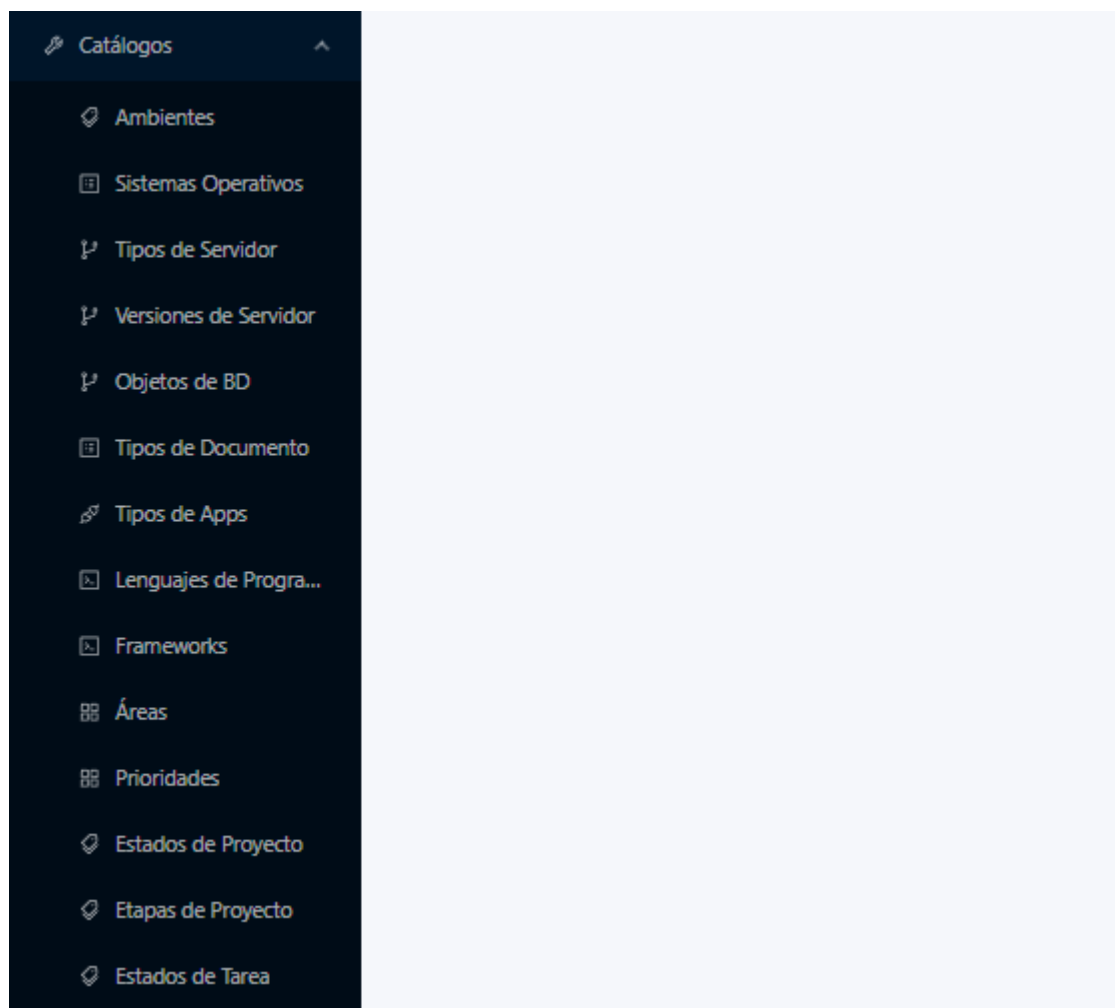 Catálogos
Ambientes
Sistemas Operativos
Tipos de Servidor
Versiones de Servidor
Objetos de BD
Tipos de Documento
Tipos de Apps
Lenguajes de Progra...
Frameworks
Áreas
Prioridades
Estados de Proyecto
Etapas de Proyecto
Estados de Tarea